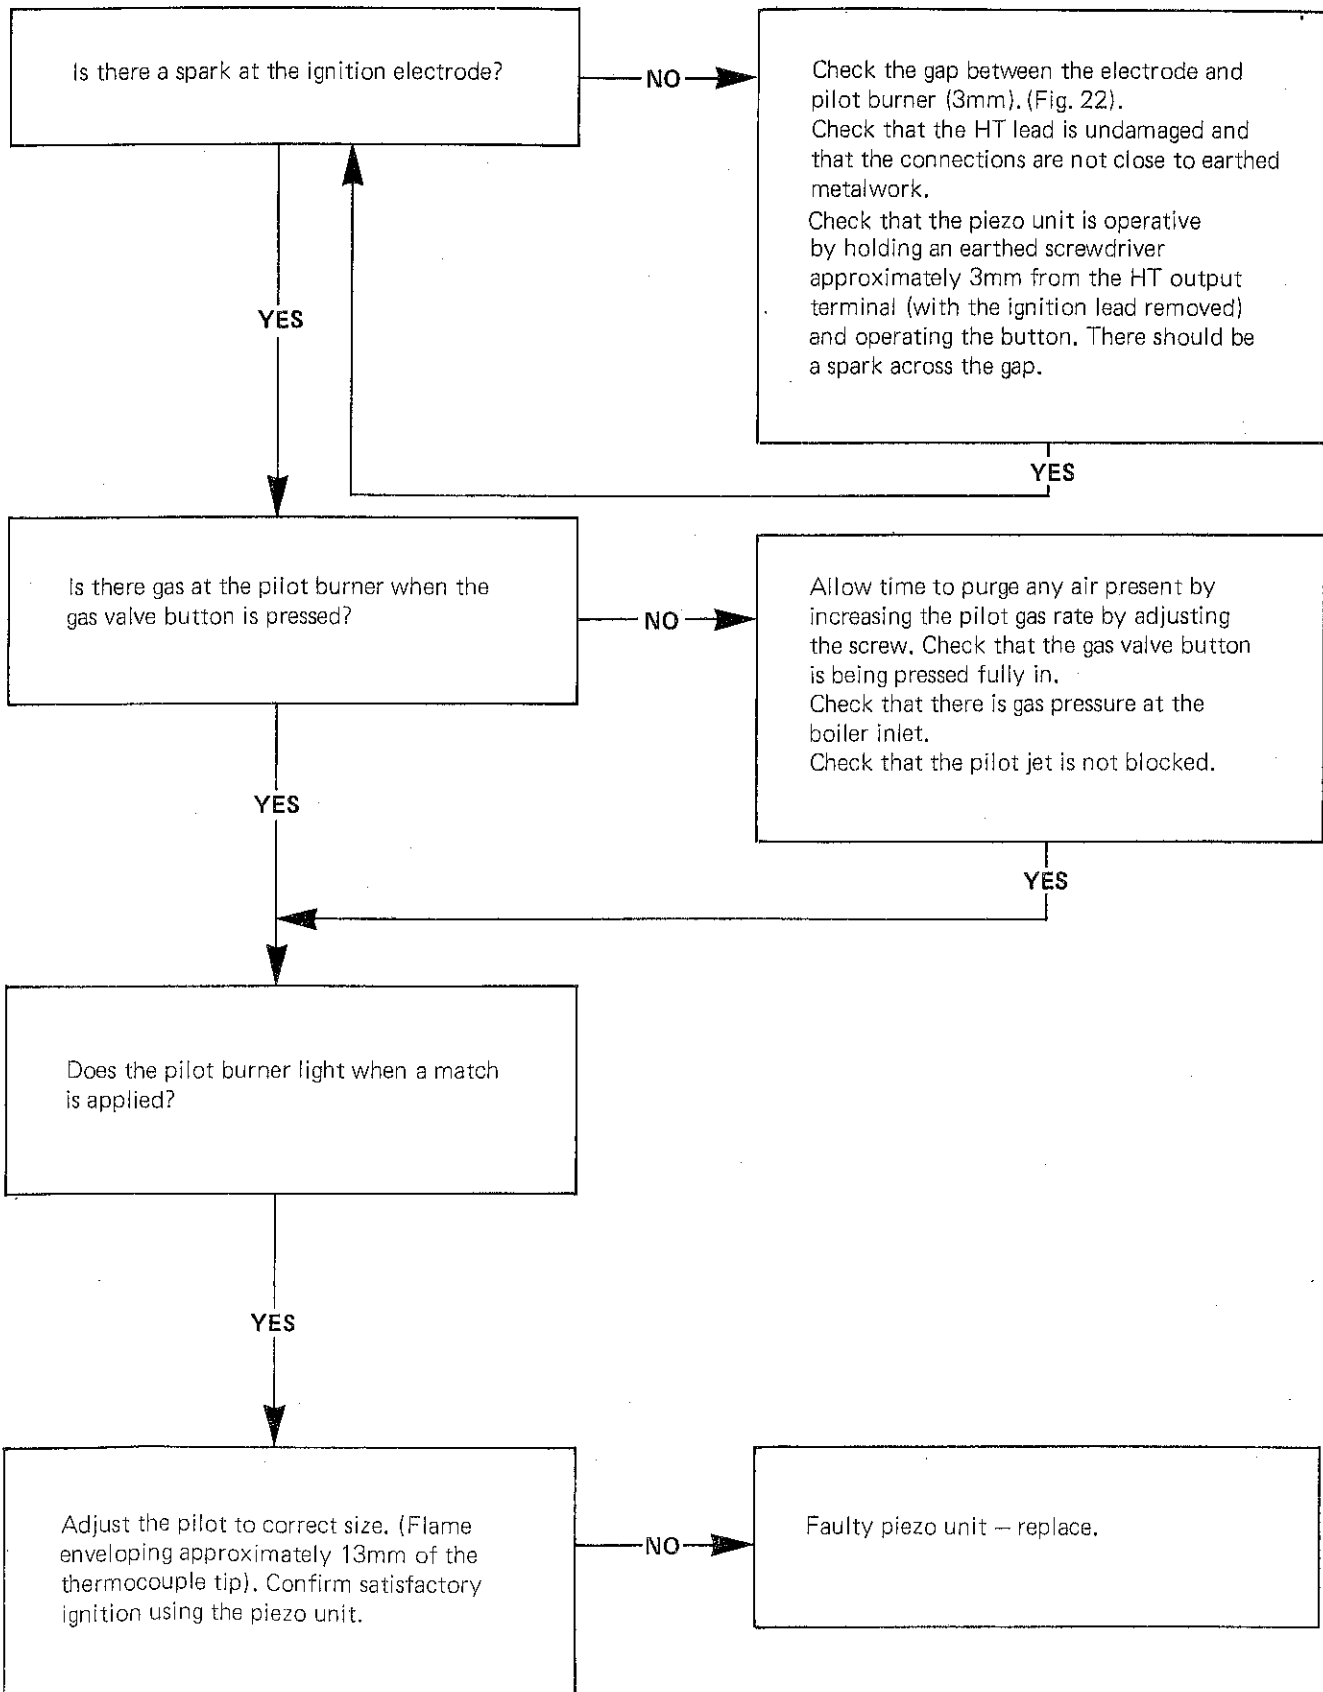 Is there a spark at the ignition electrode?
NO
Check the gap between the electrode and
pilot burner (3mm). (Fig. 22).
Check that the HT lead is undamaged and
that the connections are not close to earthed
metalwork.
Check that the piezo unit is operative
by holding an earthed screwdriver
approximately 3mm from the HT output
terminal (with the ignition lead removed)
and operating the button. There should be
a spark across the gap.
YES
YES
Is there gas at the pilot burner when the
gas valve button is pressed?
NO
Allow time to purge any air present by
increasing the pilot gas rate by adjusting
the screw. Check that the gas valve button
is being pressed fully in.
Check that there is gas pressure at the
boiler inlet.
Check that the pilot jet is not blocked.
YES
YES
Does the pilot burner light when a match
is applied?
YES
Adjust the pilot to correct size. (Flame
enveloping approximately 13mm of the
thermocouple tip). Confirm satisfactory
ignition using the piezo unit.
NO
Faulty piezo unit — replace.